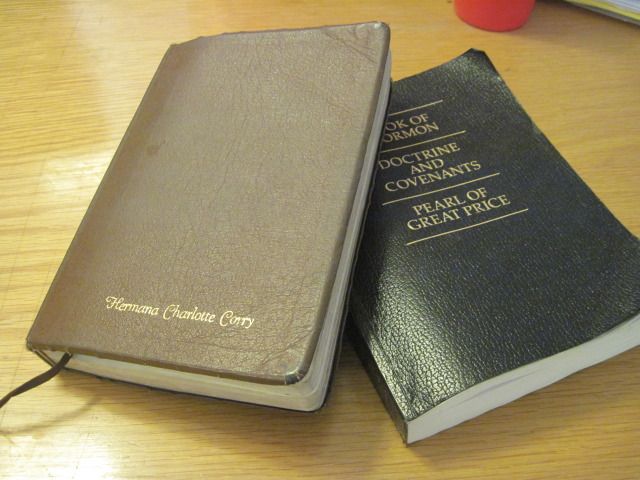 Hermana Charlotte Corry
OK OF
ORMON
DOCTRINE
AND
COVENANTS
PEARL OF
GREAT PRICE